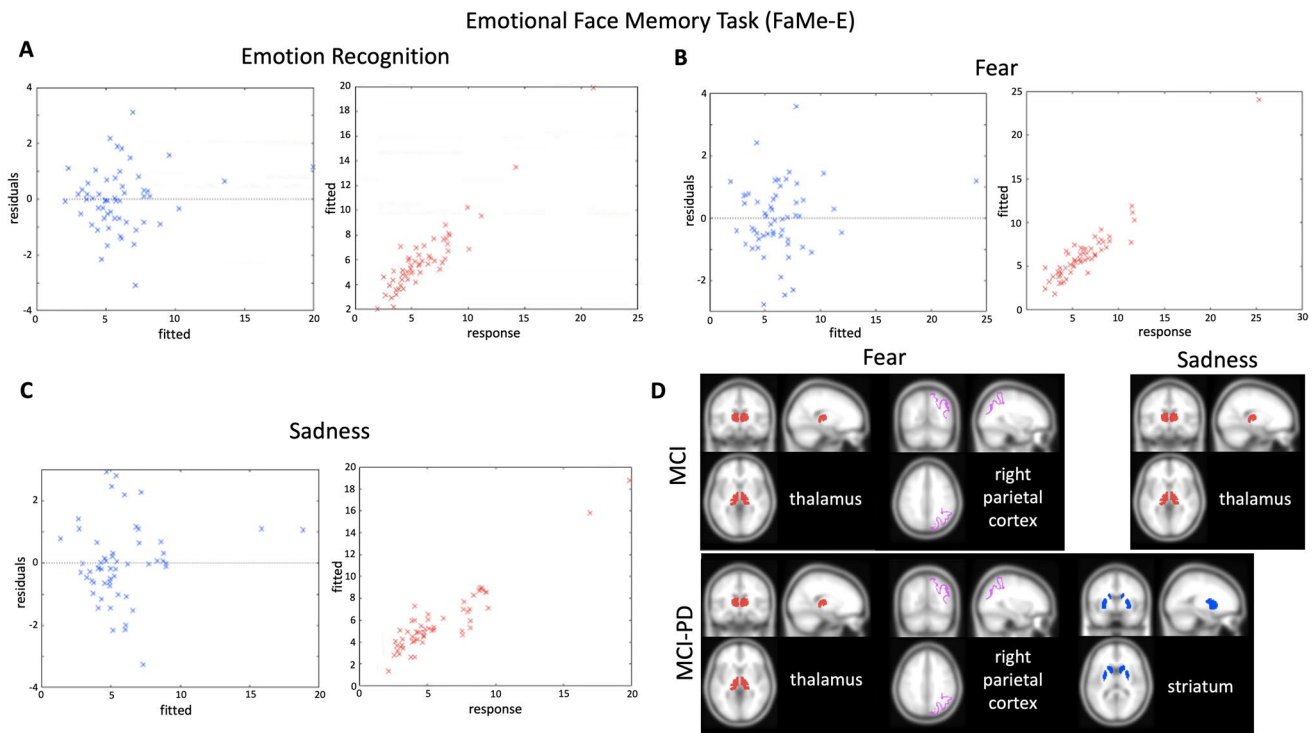 Emotional Face Memory Task (FaMe-E)
A
Emotion Recognition
4
2
0
-2
-4
residuals
0
5
10
15
20
fitted
20
18
16
14
12
10
8
6
4
2
fitted
0
5
10
15
20
response
B
Fear
4
2
0
-2
residuals
0
5
10
15
20
25
fitted
25
20
15
10
5
0
fitted
5
10
15
20
25
30
response
C
Sadness
2
0
-2
-4
residuals
0
5
10
15
20
fitted
20
18
16
14
12
10
8
6
4
2
0
fitted
0
5
10
15
20
response
D
Fear
Sadness
MCI
thalamus
right
parietal
cortex
thalamus
MCI-PD
thalamus
right
parietal
cortex
striatum